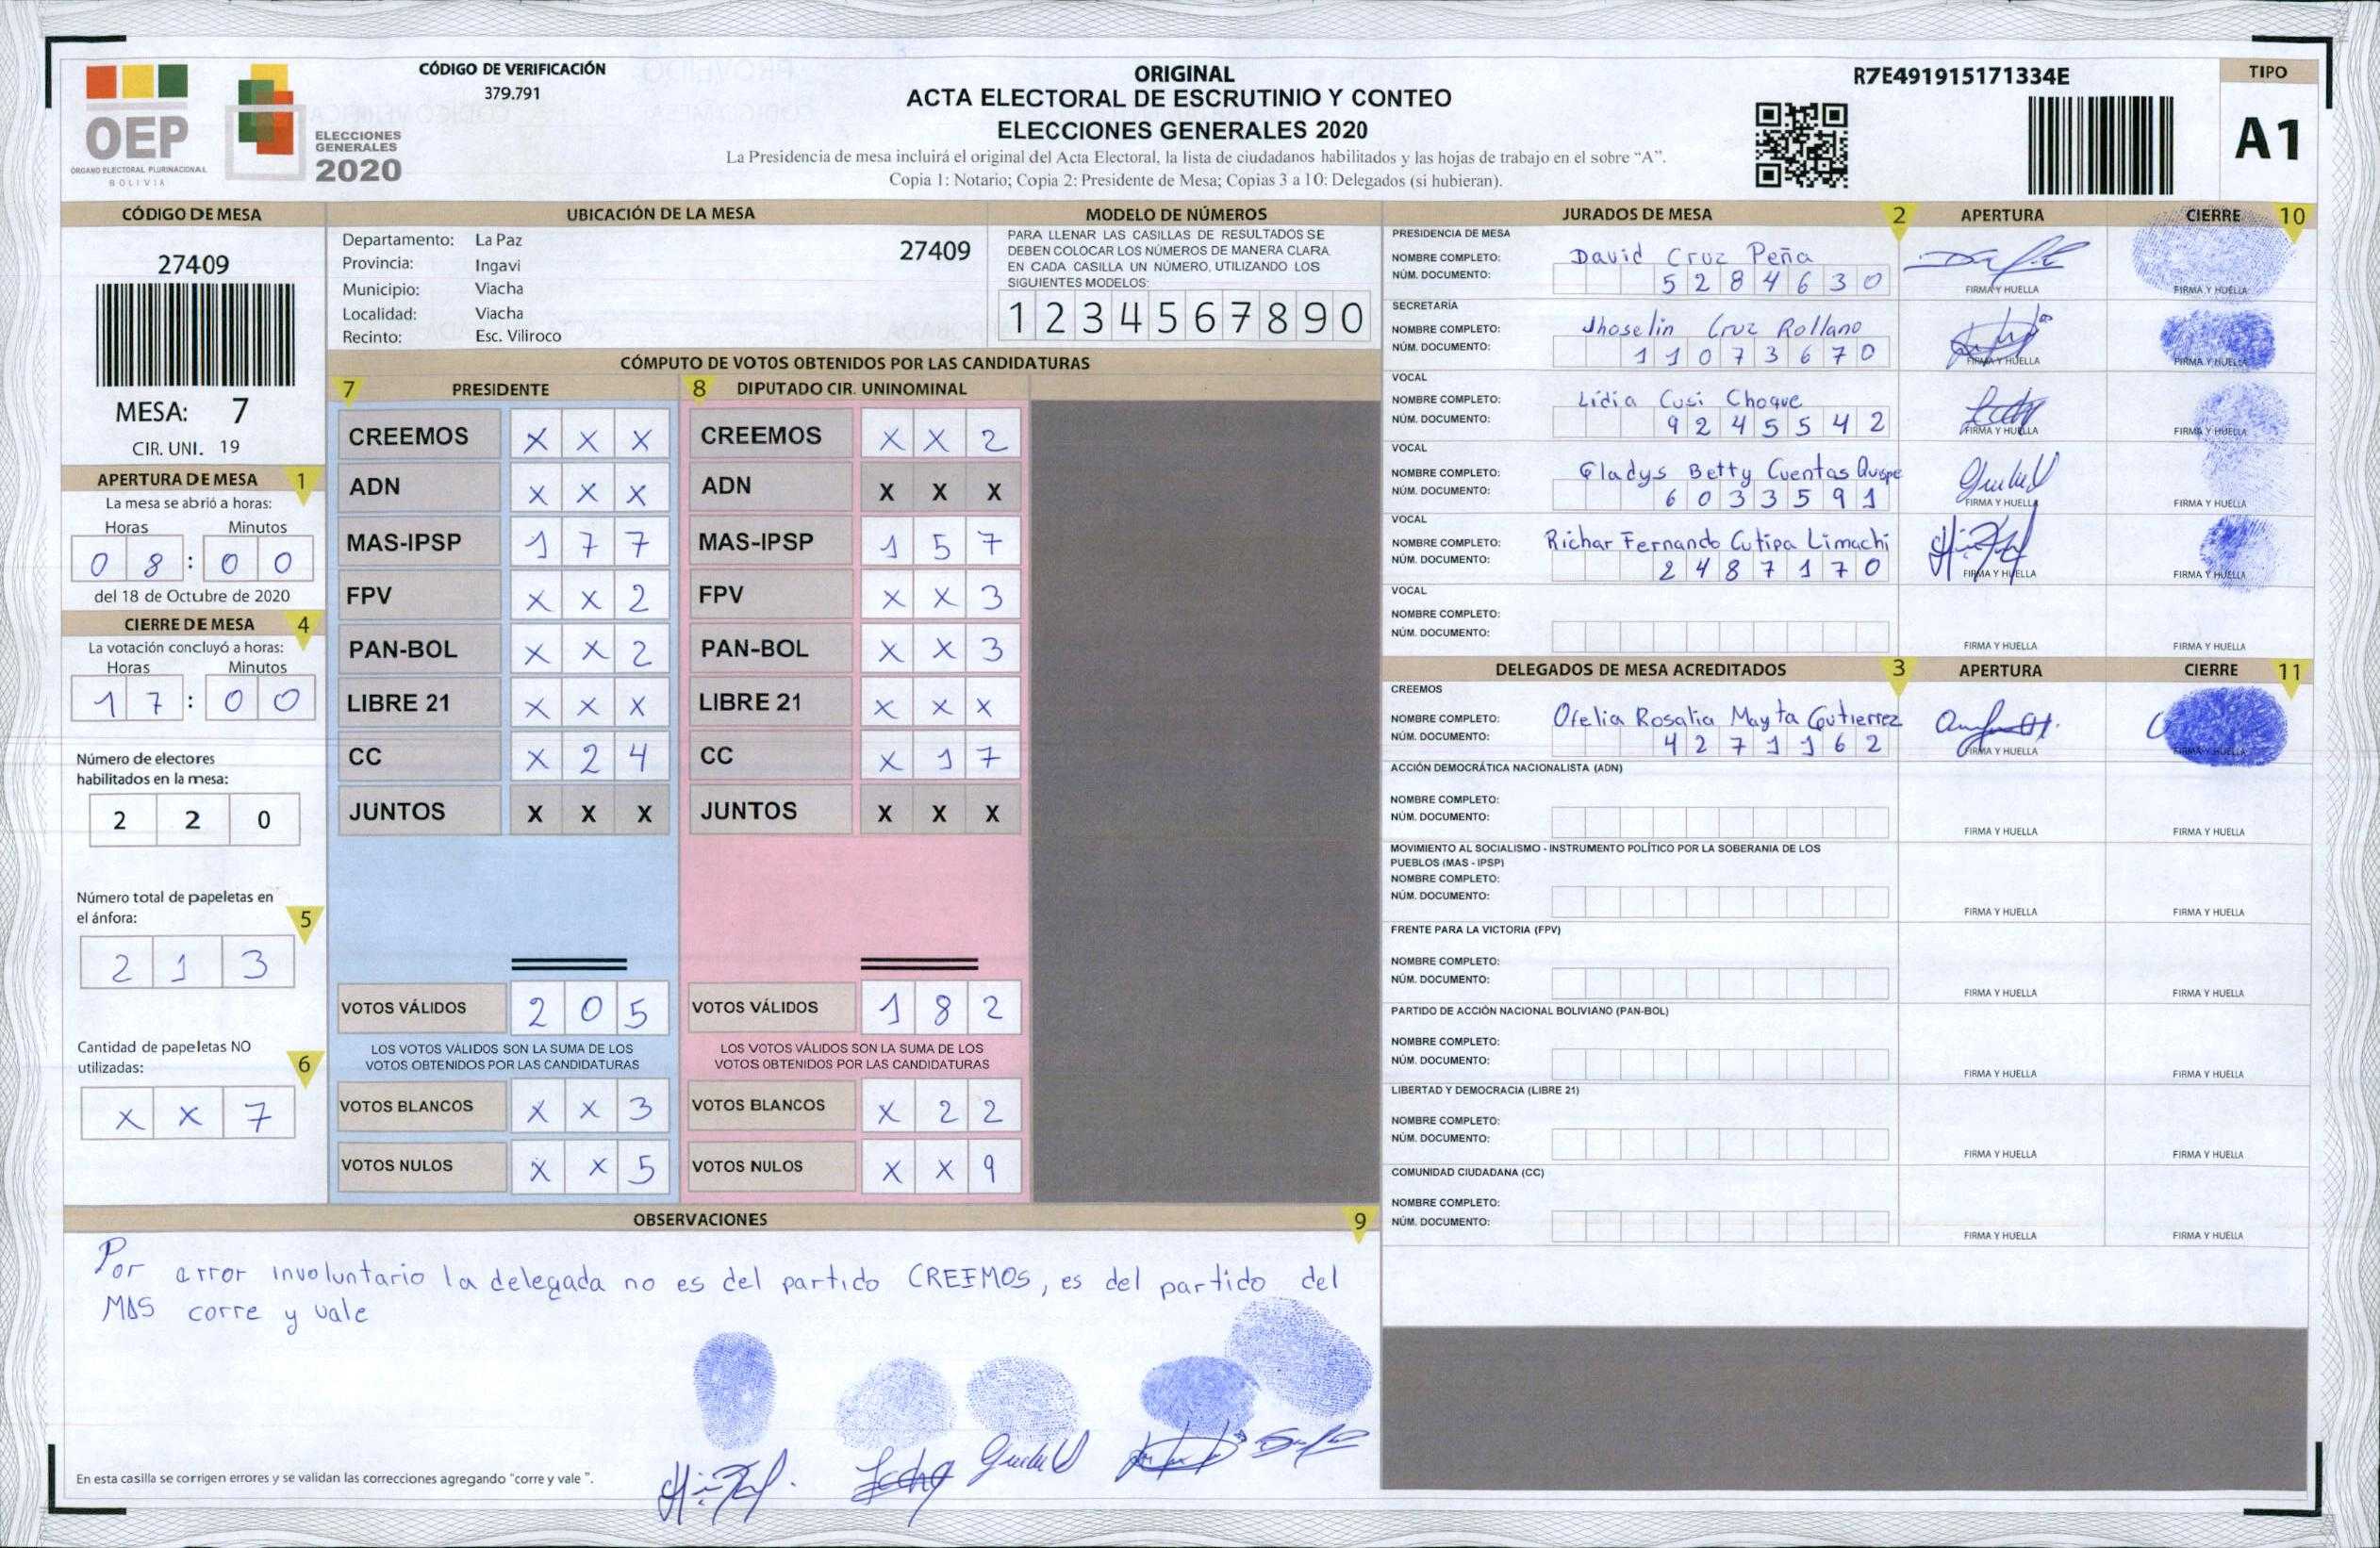 OEP
ÓRGANO ELECTORAL PLURINACIONAL
BOLIVIA
ELECCIONES
GENERALES
2020
CÓDIGO DE VERIFICACIÓN
379.791
ORIGINAL
ACTA ELECTORAL DE ESCRUTINIO Y CONTEO
ELECCIONES GENERALES 2020
La Presidencia de mesa incluirá el original del Acta Electoral, la lista de ciudadanos habilitados y las hojas de trabajo en el sobre “A”.
Copia 1: Notario; Copia 2: Presidente de Mesa; Copias 3 a 10: Delegados (si hubieran).
R7E491915171334E
TIPO
A1
CÓDIGO DE MESA
27409
MESA: 7
CIR. UNI. 19
APERTURA DE MESA 1
La mesa se abrió a horas:
Horas Minutos
0 8 : 0 0
del 18 de Octubre de 2020
CIERRE DE MESA 4
La votación concluyó a horas:
Horas Minutos
1 7 : 0 0
Número de electores
habilitados en la mesa:
2 2 0
Número total de papeletas en
el ánfora: 5
2 1 3
Cantidad de papeletas NO
utilizadas: 6
X X 7
UBICACIÓN DE LA MESA
Departamento: La Paz 27409
Provincia: Ingavi
Municipio: Viacha
Localidad: Viacha
Recinto: Esc. Viliroco
MODELO DE NÚMEROS
PARA LLENAR LAS CASILLAS DE RESULTADOS SE
DEBEN COLOCAR LOS NÚMEROS DE MANERA CLARA
EN CADA CASILLA UN NÚMERO, UTILIZANDO LOS
SIGUIENTES MODELOS:
1 2 3 4 5 6 7 8 9 0
CÓMPUTO DE VOTOS OBTENIDOS POR LAS CANDIDATURAS
7 PRESIDENTE
CREEMOS X X X
ADN X X X
MAS-IPSP 1 7 7
FPV X X 2
PAN-BOL X X 2
LIBRE 21 X X X
CC X 2 4
JUNTOS X X X
VOTOS VÁLIDOS 2 0 5
LOS VOTOS VÁLIDOS SON LA SUMA DE LOS
VOTOS OBTENIDOS POR LAS CANDIDATURAS
VOTOS BLANCOS X X 3
VOTOS NULOS X X 5
8 DIPUTADO CIR. UNINOMINAL
CREEMOS X X 2
ADN X X X
MAS-IPSP 1 5 7
FPV X X 3
PAN-BOL X X 3
LIBRE 21 X X X
CC X 1 7
JUNTOS X X X
VOTOS VÁLIDOS 1 8 2
LOS VOTOS VÁLIDOS SON LA SUMA DE LOS
VOTOS OBTENIDOS POR LAS CANDIDATURAS
VOTOS BLANCOS X 2 2
VOTOS NULOS X X 9
OBSERVACIONES 9
Por error involuntario la delegada no es del partido CREEMOS, es del partido del
MAS corre y vale
En esta casilla se corrigen errores y se validan las correcciones agregando "corre y vale ".
JURADOS DE MESA 2 APERTURA CIERRE 10
PRESIDENCIA DE MESA
NOMBRE COMPLETO: David Cruz Peña
NÚM. DOCUMENTO: 5 2 8 4 6 3 0
FIRMA Y HUELLA FIRMA Y HUELLA
SECRETARÍA
NOMBRE COMPLETO: Jhoselin Cruz Rollano
NÚM. DOCUMENTO: 1 1 0 7 3 6 7 0
FIRMA Y HUELLA FIRMA Y HUELLA
VOCAL
NOMBRE COMPLETO: Lidia Cusi Choque
NÚM. DOCUMENTO: 9 2 4 5 5 4 2
FIRMA Y HUELLA FIRMA Y HUELLA
VOCAL
NOMBRE COMPLETO: Gladys Betty Cuentas Quispe
NÚM. DOCUMENTO: 6 0 3 3 5 9 1
FIRMA Y HUELLA FIRMA Y HUELLA
VOCAL
NOMBRE COMPLETO: Richar Fernando Cutipa Limachi
NÚM. DOCUMENTO: 2 4 8 7 1 7 0
FIRMA Y HUELLA FIRMA Y HUELLA
VOCAL
NOMBRE COMPLETO:
NÚM. DOCUMENTO:
FIRMA Y HUELLA FIRMA Y HUELLA
DELEGADOS DE MESA ACREDITADOS 3 APERTURA CIERRE 11
CREEMOS
NOMBRE COMPLETO: Ofelia Rosalia Mayta Gutierrez
NÚM. DOCUMENTO: 4 2 7 1 1 6 2
FIRMA Y HUELLA FIRMA Y HUELLA
ACCIÓN DEMOCRÁTICA NACIONALISTA (ADN)
NOMBRE COMPLETO:
NÚM. DOCUMENTO:
FIRMA Y HUELLA FIRMA Y HUELLA
MOVIMIENTO AL SOCIALISMO - INSTRUMENTO POLÍTICO POR LA SOBERANIA DE LOS
PUEBLOS (MAS - IPSP)
NOMBRE COMPLETO:
NÚM. DOCUMENTO:
FIRMA Y HUELLA FIRMA Y HUELLA
FRENTE PARA LA VICTORIA (FPV)
NOMBRE COMPLETO:
NÚM. DOCUMENTO:
FIRMA Y HUELLA FIRMA Y HUELLA
PARTIDO DE ACCIÓN NACIONAL BOLIVIANO (PAN-BOL)
NOMBRE COMPLETO:
NÚM. DOCUMENTO:
FIRMA Y HUELLA FIRMA Y HUELLA
LIBERTAD Y DEMOCRACIA (LIBRE 21)
NOMBRE COMPLETO:
NÚM. DOCUMENTO:
FIRMA Y HUELLA FIRMA Y HUELLA
COMUNIDAD CIUDADANA (CC)
NOMBRE COMPLETO:
NÚM. DOCUMENTO:
FIRMA Y HUELLA FIRMA Y HUELLA